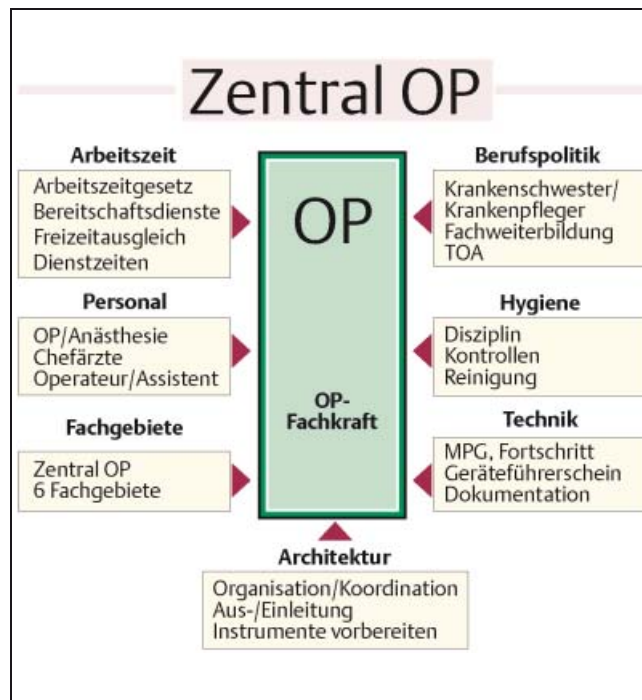 Zentral OP
Arbeitszeit
Arbeitszeitgesetz
Bereitschaftsdienste
Freizeitausgleich
Dienstzeiten
Personal
OP/Anästhesie
Chefärzte
Operateur/Assistent
Fachgebiete
Zentral OP
6 Fachgebiete
OP
OP-
Fachkraft
Berufspolitik
Krankenschwester/
Krankenpfleger
Fachweiterbildung
TOA
Hygiene
Disziplin
Kontrollen
Reinigung
Technik
MPG, Fortschritt
Geräteführerschein
Dokumentation
Architektur
Organisation/Koordination
Aus-/Einleitung
Instrumente vorbereiten